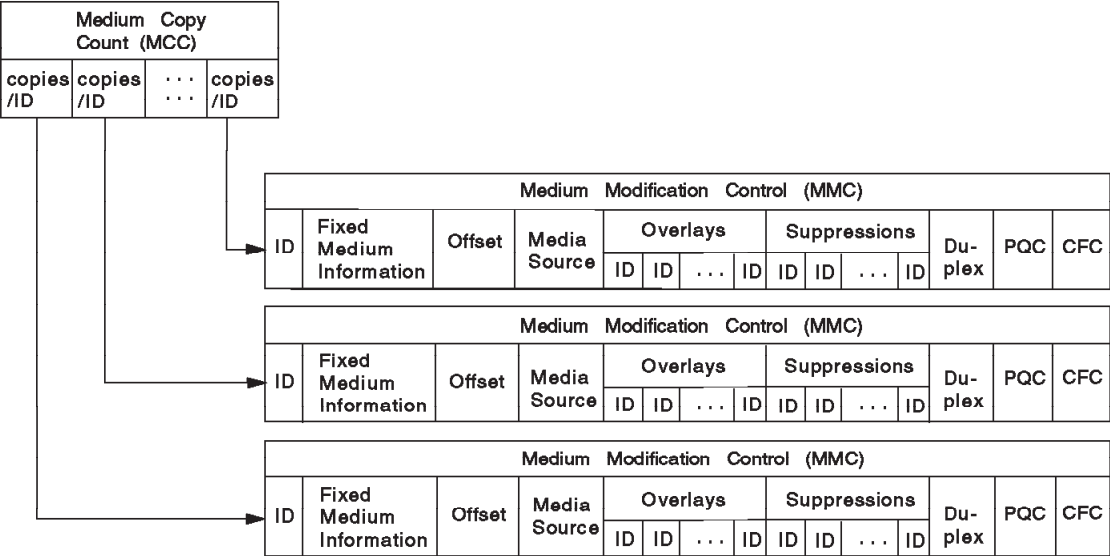 Medium Copy
Count (MCC)
copies copies · · · copies
/ID /ID · · · /ID
Medium Modification Control (MMC)
ID
Fixed
Medium
Information
Offset
Media
Source
Overlays
ID ID · · · ID
Suppressions
ID ID · · · ID
Du-
plex
PQC
CFC
Medium Modification Control (MMC)
ID
Fixed
Medium
Information
Offset
Media
Source
Overlays
ID ID · · · ID
Suppressions
ID ID · · · ID
Du-
plex
PQC
CFC
Medium Modification Control (MMC)
ID
Fixed
Medium
Information
Offset
Media
Source
Overlays
ID ID · · · ID
Suppressions
ID ID · · · ID
Du-
plex
PQC
CFC